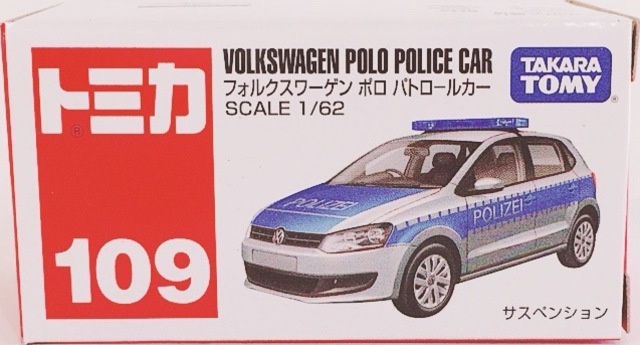 トミカ
®
109
VOLKSWAGEN POLO POLICE CAR
フォルクスワーゲン ポロ パトロールカー
SCALE 1/62
TAKARA
TOMY
®
POLIZEI
POLIZEI
サスペンション